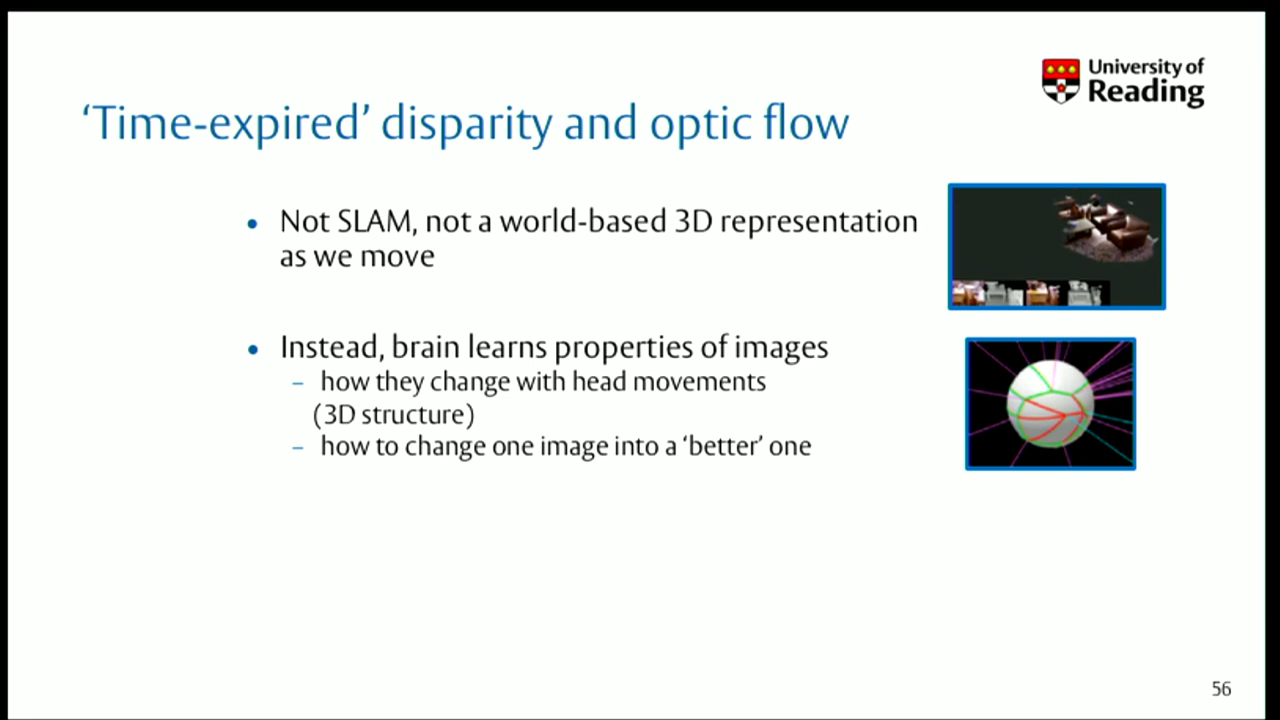 University of
Reading
‘Time-expired’ disparity and optic flow
• Not SLAM, not a world-based 3D representation
as we move
• Instead, brain learns properties of images
– how they change with head movements
(3D structure)
– how to change one image into a ‘better’ one
56